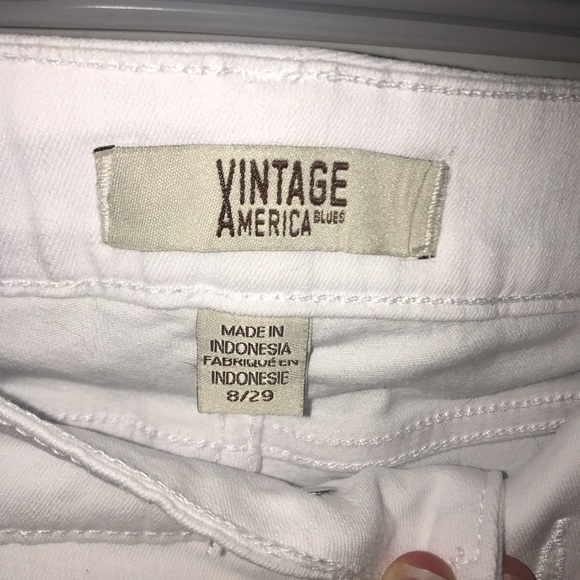 VINTAGE
AMERICA BLUES
MADE IN
INDONESIA
FABRIQUÉ EN
INDONESIE
8/29